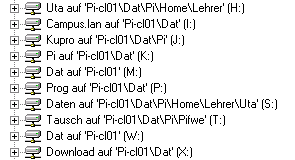 Uta auf 'Pi-cl01\Dat\Pi\Home\Lehrer' (H:)
Campus.lan auf 'Pi-cl01\Dat' (I:)
Kupro auf 'Pi-cl01\Dat\Pi' (J:)
Pi auf 'Pi-cl01\Dat' (K:)
Dat auf 'Pi-cl01' (M:)
Prog auf 'Pi-cl01\Dat' (P:)
Daten auf 'Pi-cl01\Dat\Pi\Home\Lehrer\Uta' (S:)
Tausch auf 'Pi-cl01\Dat\Pi\Pifwe' (T:)
Dat auf 'Pi-cl01' (W:)
Download auf 'Pi-cl01\Dat' (X:)